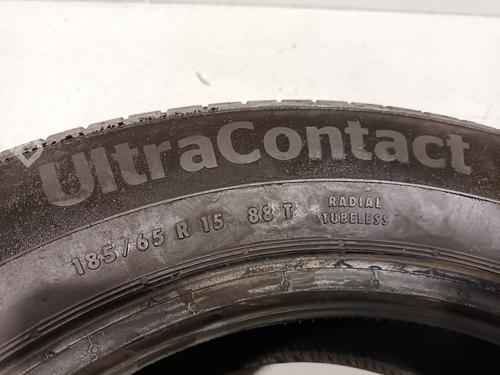 UltraContact
185/65 R 15 88 T RADIAL
TUBELESS